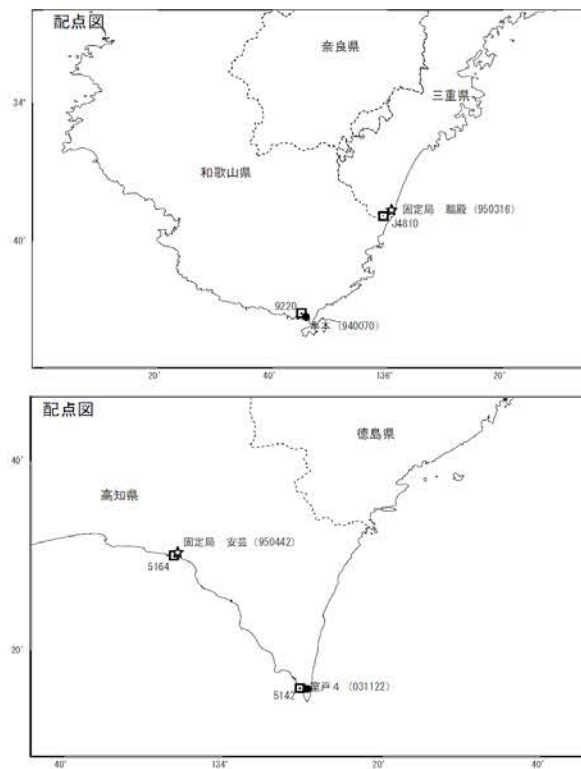 配点図
奈良県
34°
三重県
和歌山県
固定局 鵜殿（950316）
J4810
40′
9220
串本（940070）
20′
40′
136°
20′
配点図
徳島県
40′
高知県
固定局 安芸（950442）
5164
20′
5142
室戸４（031122）
40′
134°
20′
40′